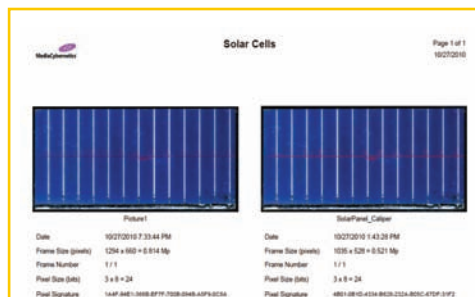 MediaCybernetics
Solar Cells
Page 1 of 1
10/27/2010
Picture1
SolarPanel_Caliper
Date 10/27/2010 7:33:44 PM
Date 10/27/2010 1:43:28 PM
Frame Size (pixels) 1294 x 660 = 0.814 Mp
Frame Size (pixels) 1035 x 528 = 0.521 Mp
Frame Number 1 / 1
Frame Number 1 / 1
Pixel Size (bits) 3 x 8 = 24
Pixel Size (bits) 3 x 8 = 24
Pixel Signature
Pixel Signature